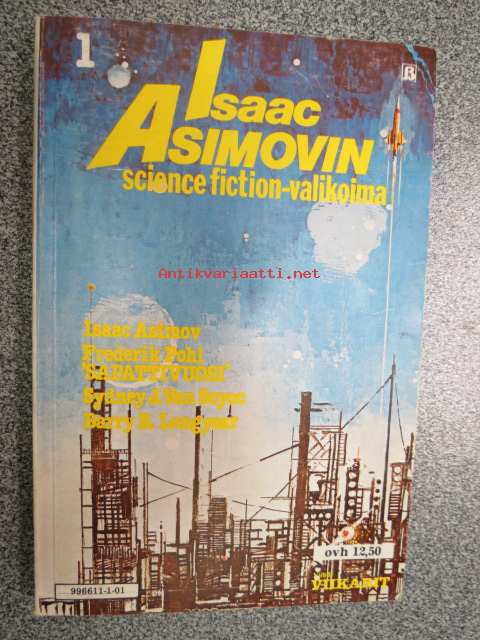 1
B
Isaac
ASIMOVIN
science fiction-valikoima
Antikvariaatti.net
Isaac Asimov
Frederik Pohl
'SAPATTIVUOSI'
Sydney J. Van Scyoc
Barry B. Longyear
ovh 12,50
VIIKARIT
996611-1-01